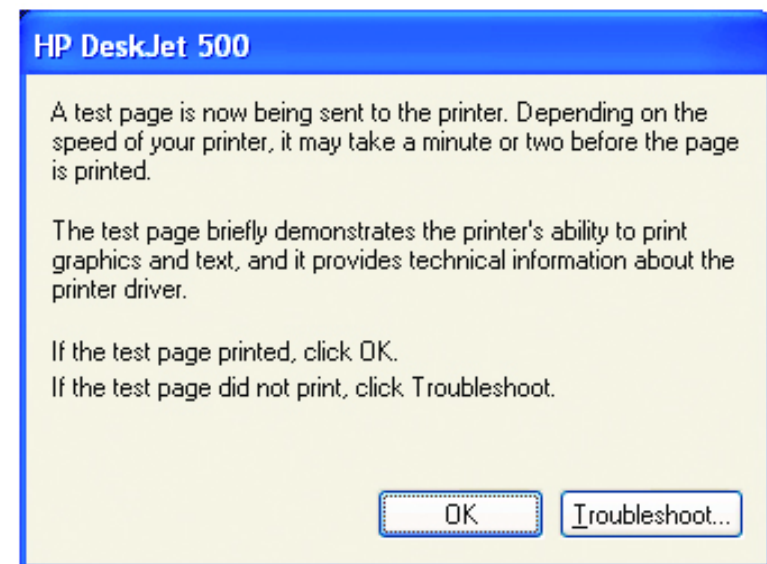 HP DeskJet 500
A test page is now being sent to the printer. Depending on the
speed of your printer, it may take a minute or two before the page
is printed.
The test page briefly demonstrates the printer's ability to print
graphics and text, and it provides technical information about the
printer driver.
If the test page printed, click OK.
If the test page did not print, click Troubleshoot.
OK Troubleshoot...